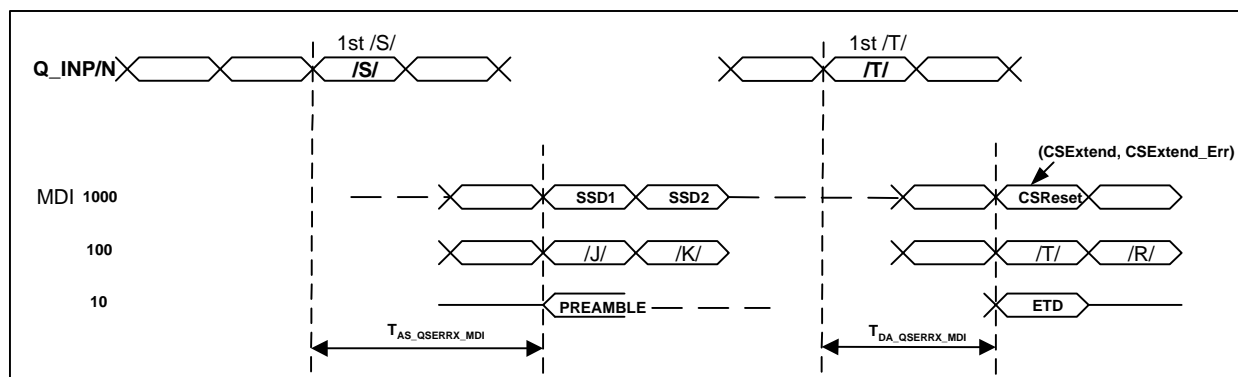 1st /S/
1st /T/
Q_INP/N
/S/
/T/
(CSExtend, CSExtend_Err)
MDI 1000
SSD1
SSD2
CSReset
100
/J/
/K/
/T/
/R/
10
PREAMBLE
ETD
TAS_QSERRX_MDI
TDA_QSERRX_MDI